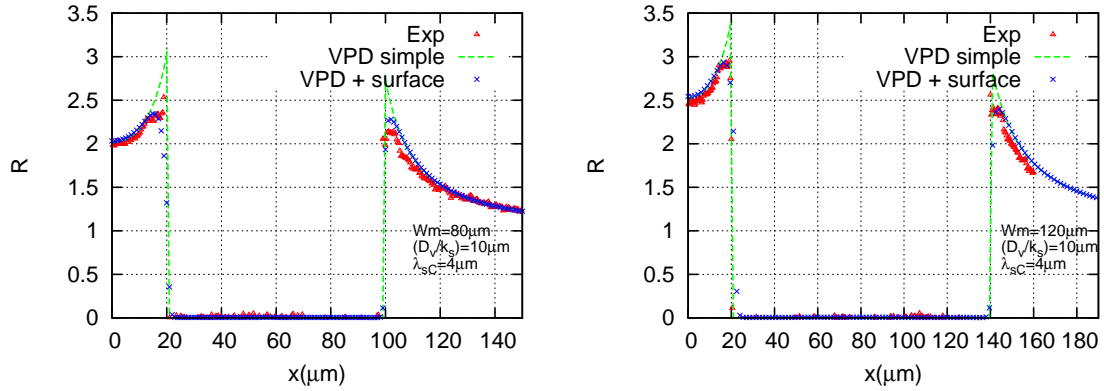 3.5
3
2.5
2
1.5
1
0.5
0
R
Exp
VPD simple
VPD + surface
Wm=80μm
(D_v/k_s)=10μm
λ_sC=4μm
0 20 40 60 80 100 120 140
x(μm)
3.5
3
2.5
2
1.5
1
0.5
0
R
Exp
VPD simple
VPD + surface
Wm=120μm
(D_v/k_s)=10μm
λ_sC=4μm
0 20 40 60 80 100 120 140 160 180
x(μm)